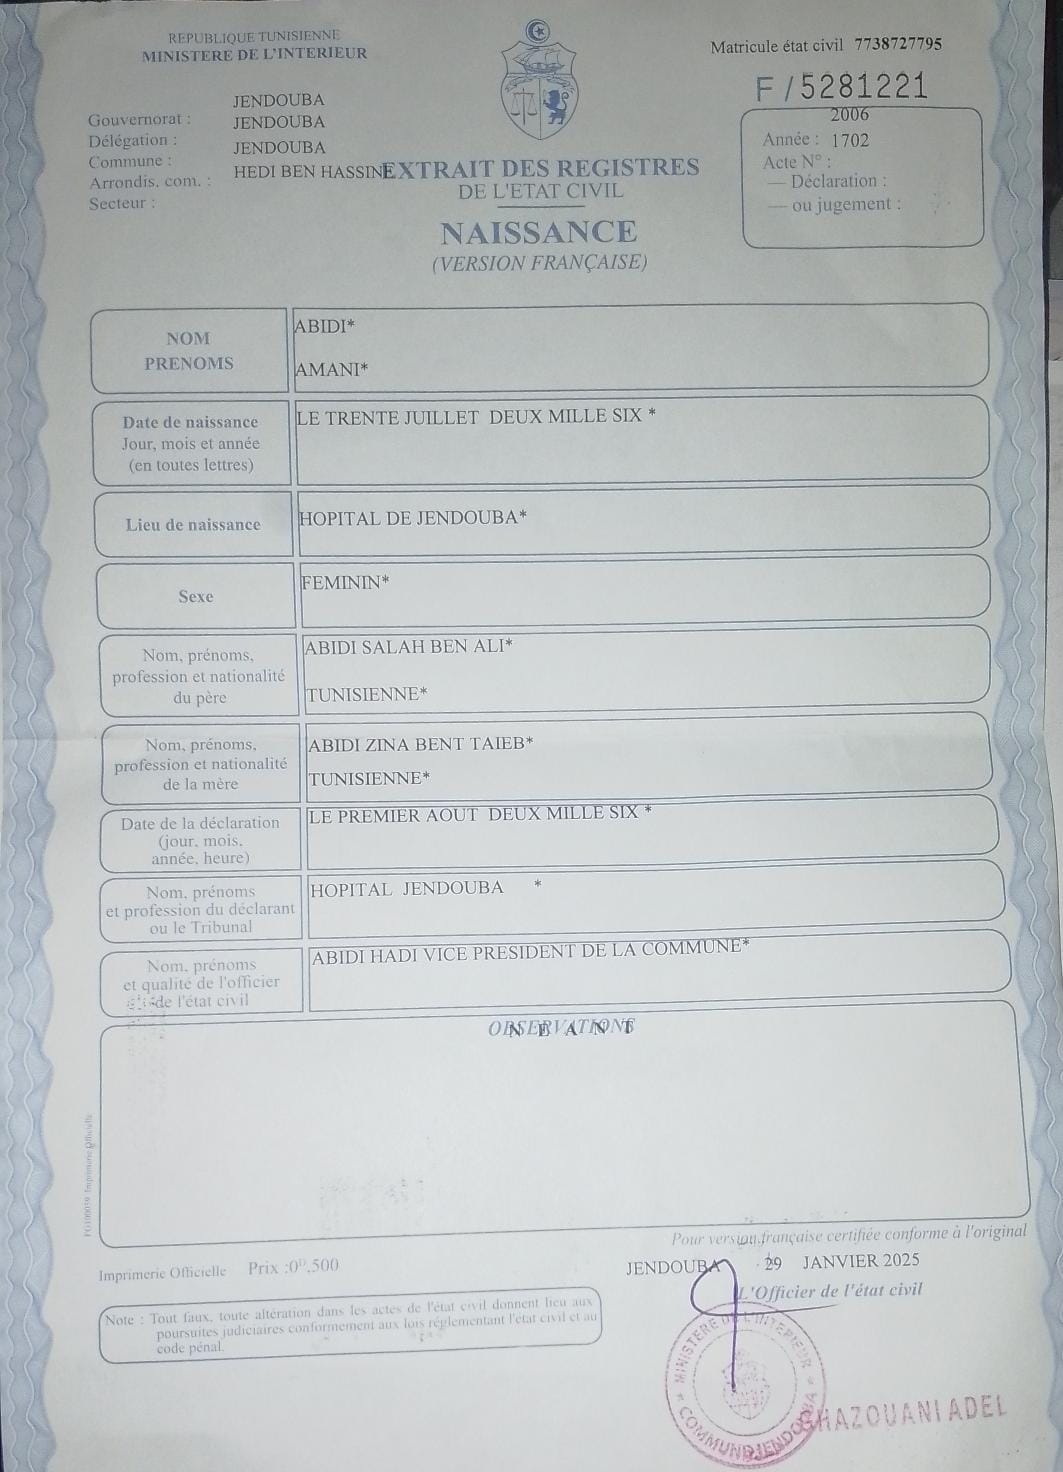 REPUBLIQUE TUNISIENNE
MINISTERE DE L'INTERIEUR
Matricule état civil 7738727795
F / 5281221
Gouvernorat : JENDOUBA
Délégation : JENDOUBA
Commune : JENDOUBA
Arrondis. com. : HEDI BEN HASSINE
Secteur :
2006
Année : 1702
Acte N° :
— Déclaration :
— ou jugement :
EXTRAIT DES REGISTRES
DE L'ETAT CIVIL
NAISSANCE
(VERSION FRANÇAISE)
NOM
PRENOMS
ABIDI*
AMANI*
Date de naissance
Jour, mois et année
(en toutes lettres)
LE TRENTE JUILLET DEUX MILLE SIX *
Lieu de naissance
HOPITAL DE JENDOUBA*
Sexe
FEMININ*
Nom, prénoms,
profession et nationalité
du père
ABIDI SALAH BEN ALI*
TUNISIENNE*
Nom, prénoms,
profession et nationalité
de la mère
ABIDI ZINA BENT TAIEB*
TUNISIENNE*
Date de la déclaration
(jour, mois,
année, heure)
LE PREMIER AOUT DEUX MILLE SIX *
Nom, prénoms
et profession du déclarant
ou le Tribunal
HOPITAL JENDOUBA *
Nom, prénoms
et qualité de l'officier
de l'état civil
ABIDI HADI VICE PRESIDENT DE LA COMMUNE*
OBSERVATIONS
N E A N T
Imprimerie Officielle
Pour version française certifiée conforme à l'original
Imprimerie Officielle Prix :0ᴰ,500
JENDOUBA 29 JANVIER 2025
L'Officier de l'état civil
Note : Tout faux, toute altération dans les actes de l'état civil donnent lieu aux
poursuites judiciaires conformement aux lois réglementant l'état civil et au
code pénal.
MINISTERE DE L'INTERIEUR
COMMUNE JENDOUBA
GHAZOUANI ADEL